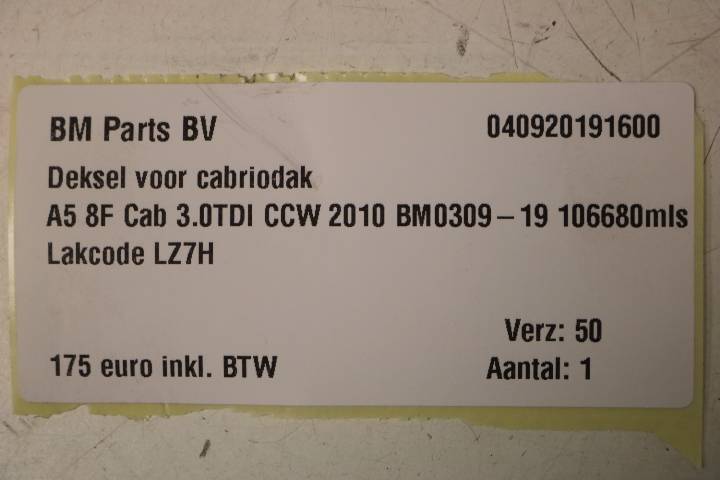 BM Parts BV 040920191600
Deksel voor cabriodak
A5 8F Cab 3.0TDI CCW 2010 BM0309-19 106680mls
Lakcode LZ7H
Verz: 50
175 euro inkl. BTW Aantal: 1